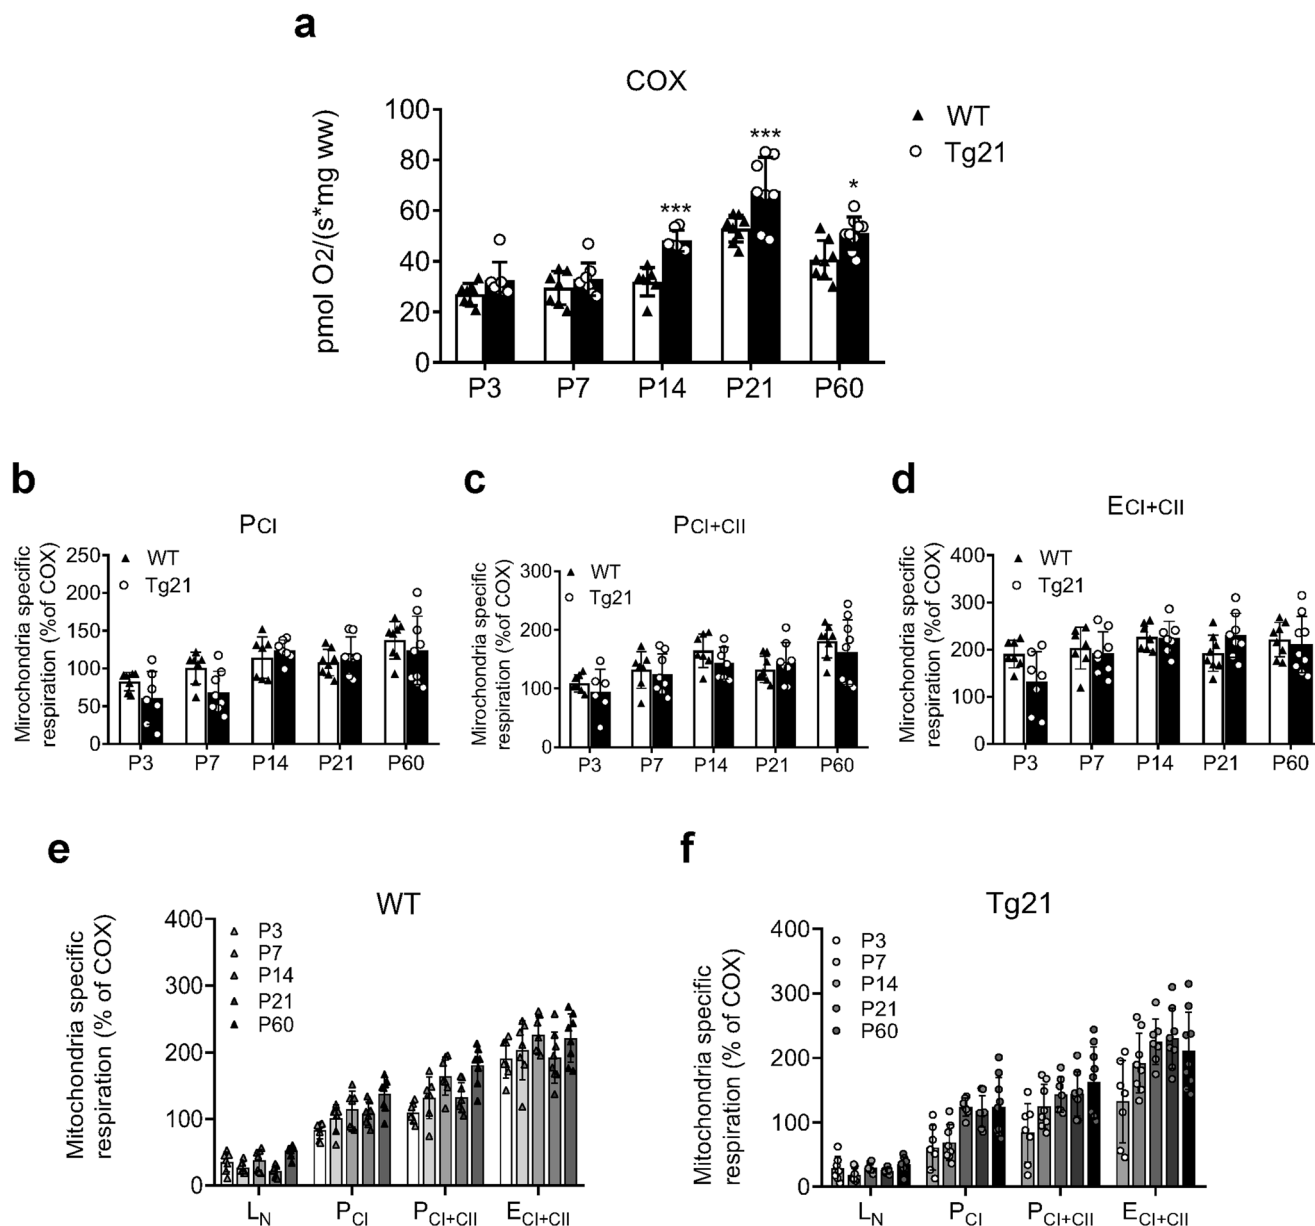 a
COX
pmol O2/(s*mg ww)
100
80
60
40
20
0
***
***
*
P3 P7 P14 P21 P60
WT
Tg21
b
PCI
Mirochondria specific
respiration (%of COX)
250
200
150
100
50
0
WT
Tg21
P3 P7 P14 P21 P60
c
PCI+CII
Mirochondria specific
respiration (%of COX)
300
200
100
0
WT
Tg21
P3 P7 P14 P21 P60
d
ECI+CII
Mirochondria specific
respiration (%of COX)
400
300
200
100
0
WT
Tg21
P3 P7 P14 P21 P60
e
WT
Mitochondria specific
respiration (% of COX)
400
300
200
100
0
P3
P7
P14
P21
P60
LN PCI PCI+CII ECI+CII
f
Tg21
Mitochondria specific
respiration (% of COX)
400
300
200
100
0
P3
P7
P14
P21
P60
LN PCI PCI+CII ECI+CII